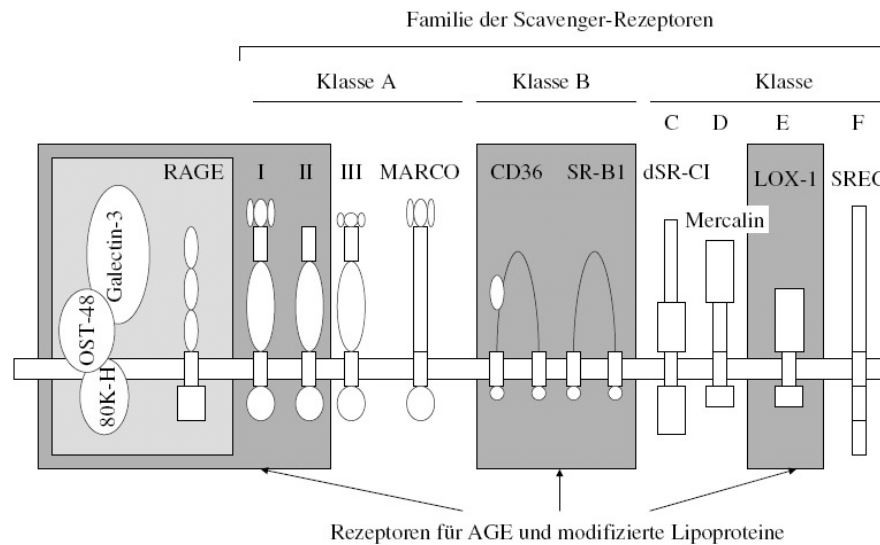 Familie der Scavenger-Rezeptoren
Klasse A Klasse B Klasse
C D E F
RAGE I II III MARCO CD36 SR-B1 dSR-CI LOX-1 SREC
Mercalin
Galectin-3
OST-48
80K-H
Rezeptoren für AGE und modifizierte Lipoproteine